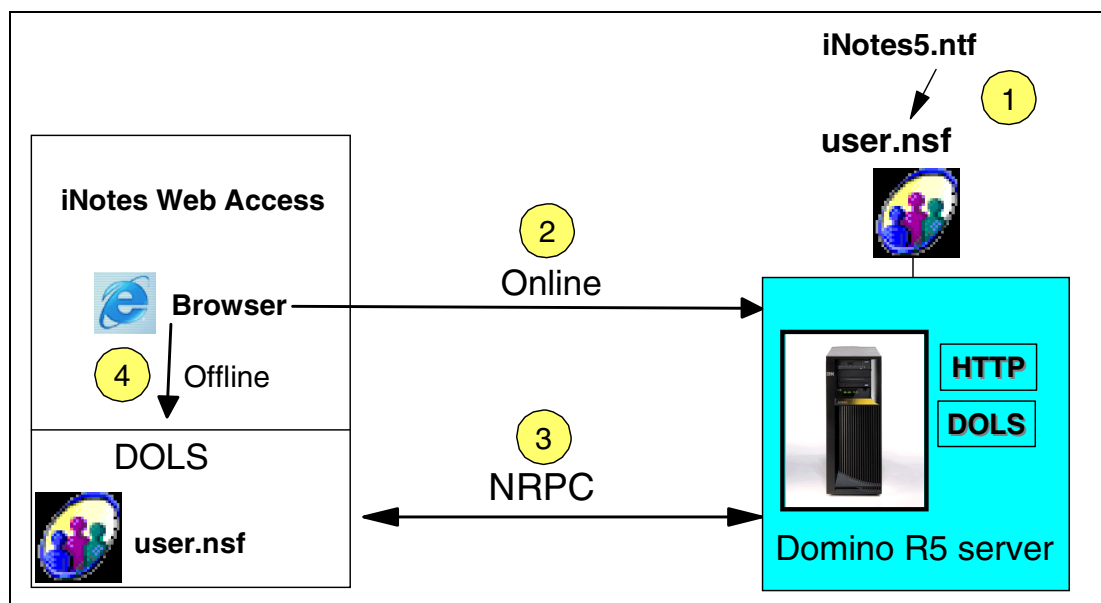 iNotes5.ntf
1
user.nsf
iNotes Web Access
2
Online
Browser
4
Offline
HTTP
DOLS
DOLS
3
NRPC
user.nsf
Domino R5 server